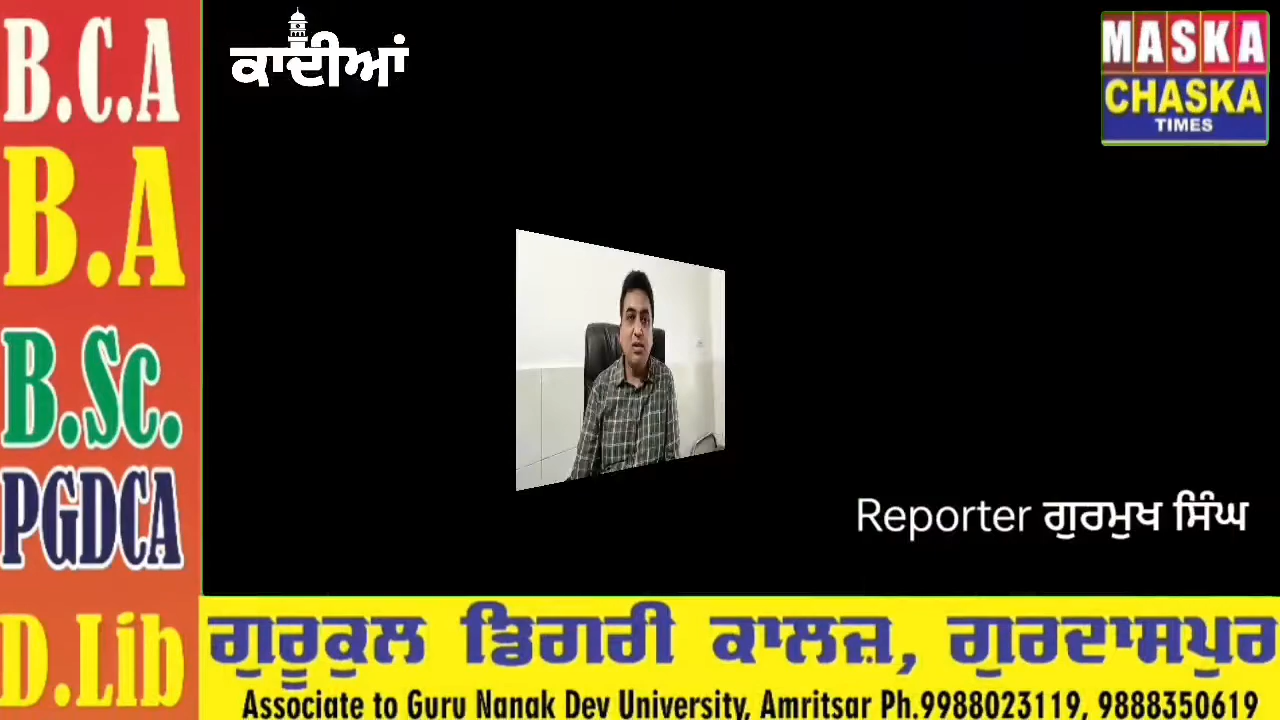 B.C.A
B.A
B.Sc.
PGDCA
D.Lib
ਕਾਦੀਆਂ
MASKA
CHASKA
TIMES
Reporter ਗੁਰਮੁਖ ਸਿੰਘ
ਗੁਰੂਕੁਲ ਡਿਗਰੀ ਕਾਲਜ਼, ਗੁਰਦਾਸਪੁਰ
Associate to Guru Nanak Dev University, Amritsar Ph.9988023119, 9888350619